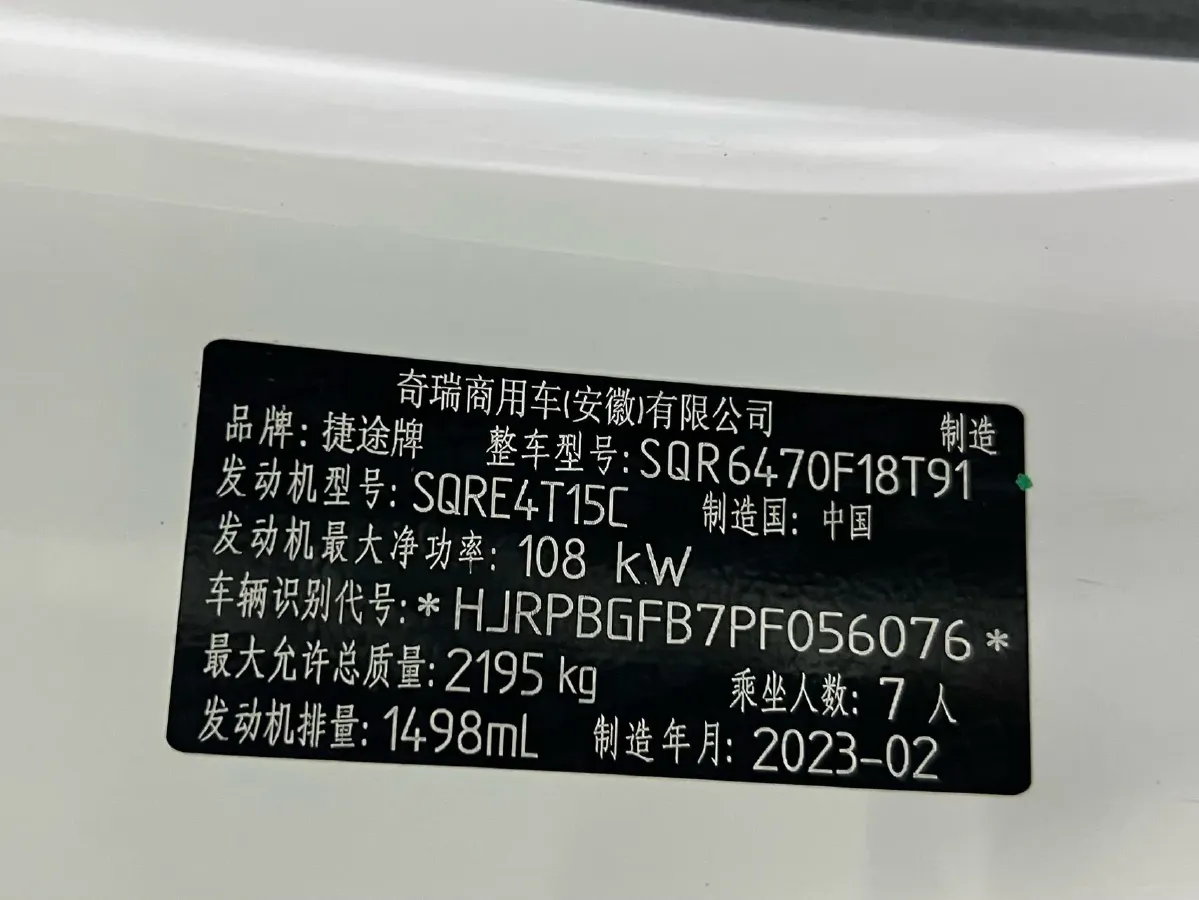 奇瑞商用车(安徽)有限公司 制造
品牌: 捷途牌 整车型号: SQR6470F18T91
发动机型号: SQRE4T15C 制造国: 中国
发动机最大净功率: 108 kW
车辆识别代号: *HJRPBGFB7PF056076*
最大允许总质量: 2195 kg 乘坐人数: 7 人
发动机排量: 1498mL 制造年月: 2023-02